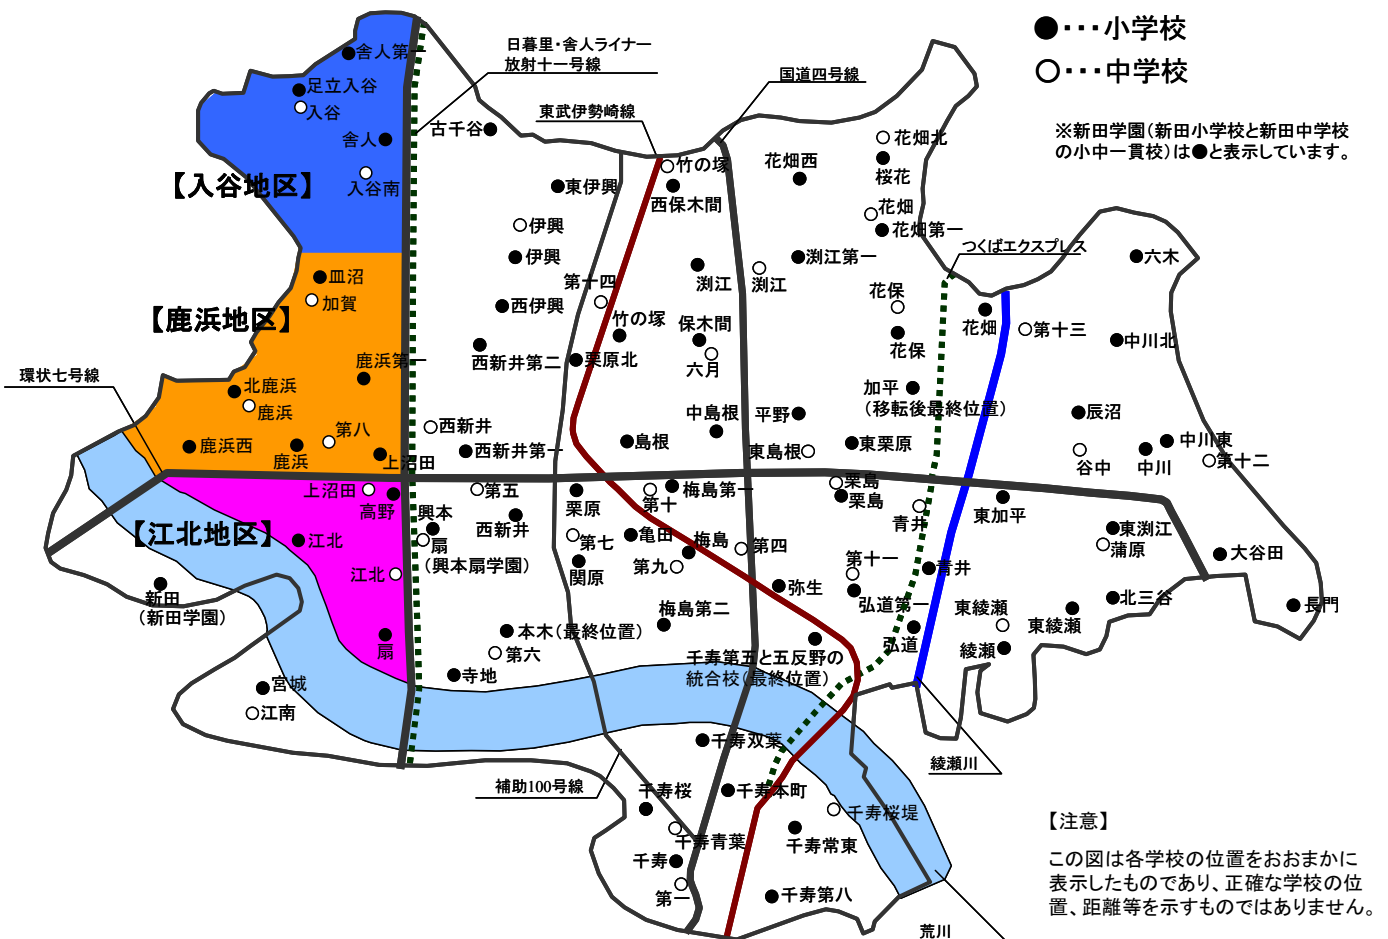 ●･･･小学校
○･･･中学校
※新田学園（新田小学校と新田中学校
の小中一貫校）は●と表示しています。
日暮里・舎人ライナー
放射十一号線
国道四号線
東武伊勢崎線
つくばエクスプレス
環状七号線
補助100号線
綾瀬川
荒川
【入谷地区】
舎人第一
足立入谷
入谷
舎人
入谷南
【鹿浜地区】
皿沼
加賀
鹿浜第一
北鹿浜
鹿浜
鹿浜西
鹿浜
第八
上沼田
【江北地区】
上沼田
高野
江北
江北
扇
新田
（新田学園）
宮城
江南
古千谷
東伊興
伊興
伊興
西伊興
西新井第二
西新井
西新井第一
第五
西新井
興本
扇
（興本扇学園）
本木（最終位置）
第六
寺地
竹の塚
西保木間
渕江
渕江
第十四
竹の塚
栗原北
保木間
六月
中島根
島根
栗原
第十
梅島第一
第七
亀田
梅島
関原
第九
第四
梅島第二
弥生
千寿第五と五反野の
統合校（最終位置）
花畑北
桜花
花畑西
花畑
花畑第一
渕江第一
花保
花保
加平
（移転後最終位置）
平野
東栗原
東島根
栗島
栗島
青井
第十一
青井
弘道第一
弘道
花畑
第十三
六木
中川北
辰沼
谷中
中川
中川東
第十二
東加平
東渕江
蒲原
大谷田
北三谷
長門
東綾瀬
東綾瀬
綾瀬
千寿双葉
千寿桜
千寿本町
千寿青葉
千寿桜堤
千寿常東
千寿
第一
千寿第八
【注意】
この図は各学校の位置をおおまかに
表示したものであり、正確な学校の位
置、距離等を示すものではありません。